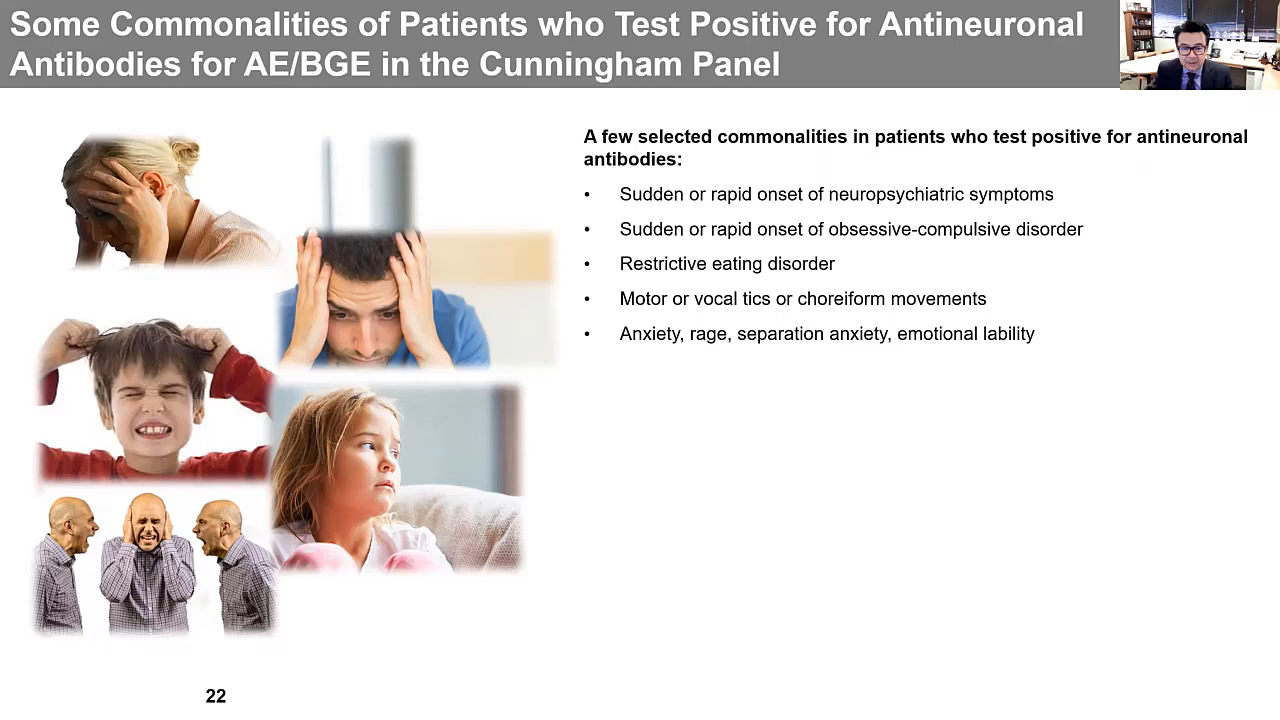 Some Commonalities of Patients who Test Positive for Antineuronal
Antibodies for AE/BGE in the Cunningham Panel
A few selected commonalities in patients who test positive for antineuronal
antibodies:
• Sudden or rapid onset of neuropsychiatric symptoms
• Sudden or rapid onset of obsessive-compulsive disorder
• Restrictive eating disorder
• Motor or vocal tics or choreiform movements
• Anxiety, rage, separation anxiety, emotional lability
22